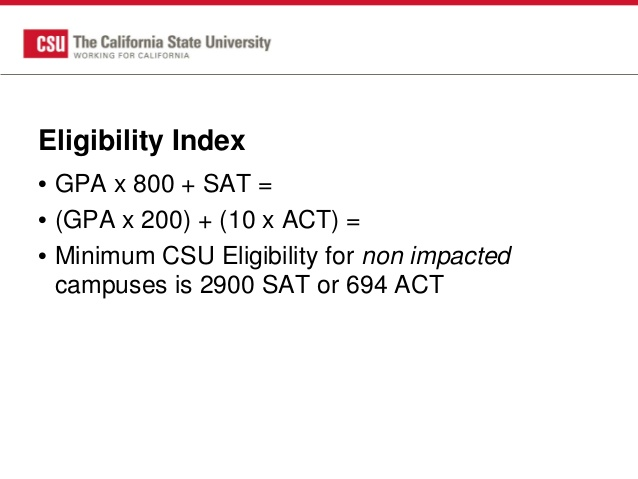 CSU The California State University
WORKING FOR CALIFORNIA
Eligibility Index
• GPA x 800 + SAT =
• (GPA x 200) + (10 x ACT) =
• Minimum CSU Eligibility for non impacted
campuses is 2900 SAT or 694 ACT